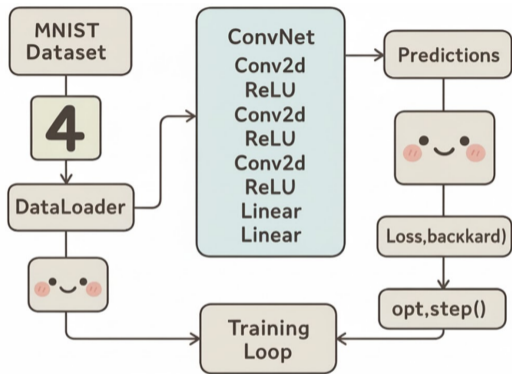 MNIST
Dataset
4
DataLoader
ConvNet
Conv2d
ReLU
Conv2d
ReLU
Conv2d
ReLU
Linear
Linear
Predictions
Loss,backkard)
opt,step()
Training
Loop